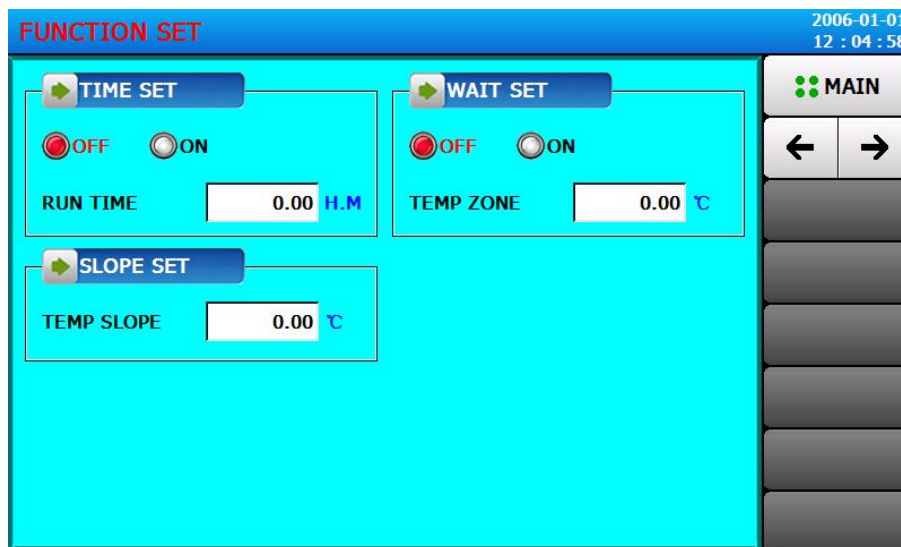 FUNCTION SET
2006-01-01
12 : 04 : 58
TIME SET
OFF ON
RUN TIME 0.00 H.M
WAIT SET
OFF ON
TEMP ZONE 0.00 ℃
SLOPE SET
TEMP SLOPE 0.00 ℃
MAIN